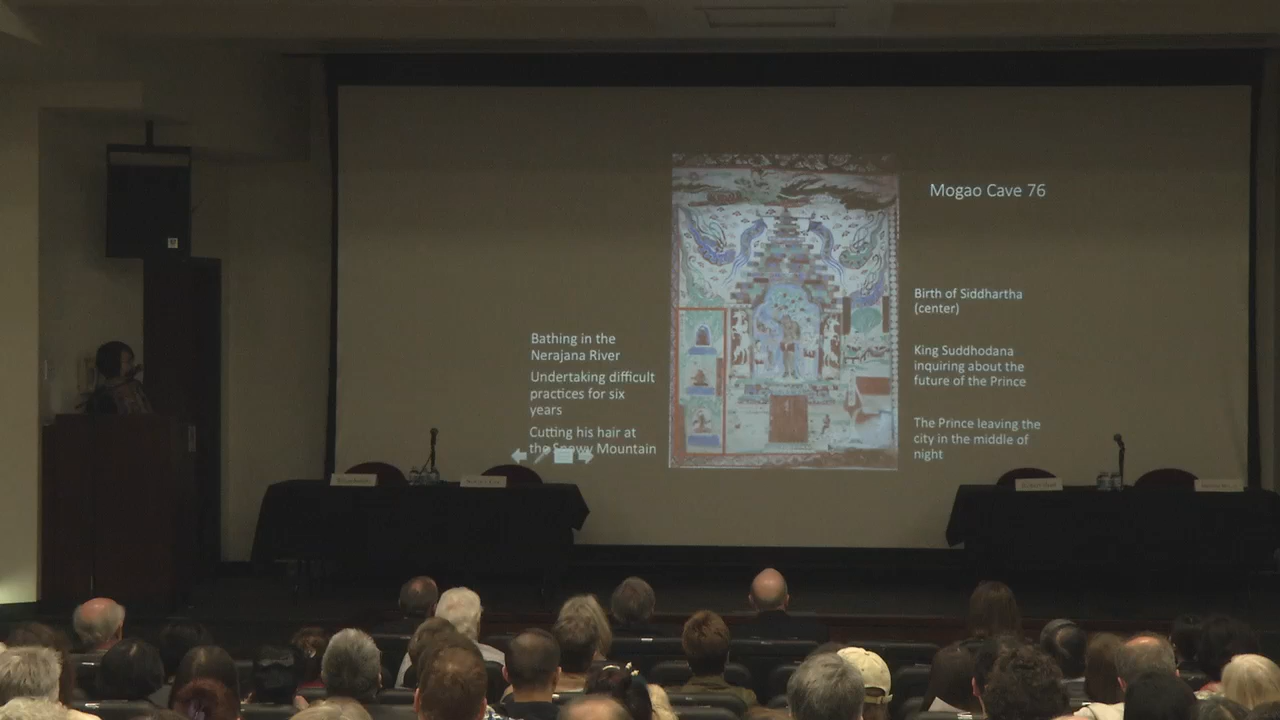 Mogao Cave 76
Birth of Siddhartha
(center)
King Suddhodana
inquiring about the
future of the Prince
The Prince leaving the
city in the middle of
night
Bathing in the
Nerajana River
Undertaking difficult
practices for six
years
Cutting his hair at
the Snowy Mountain